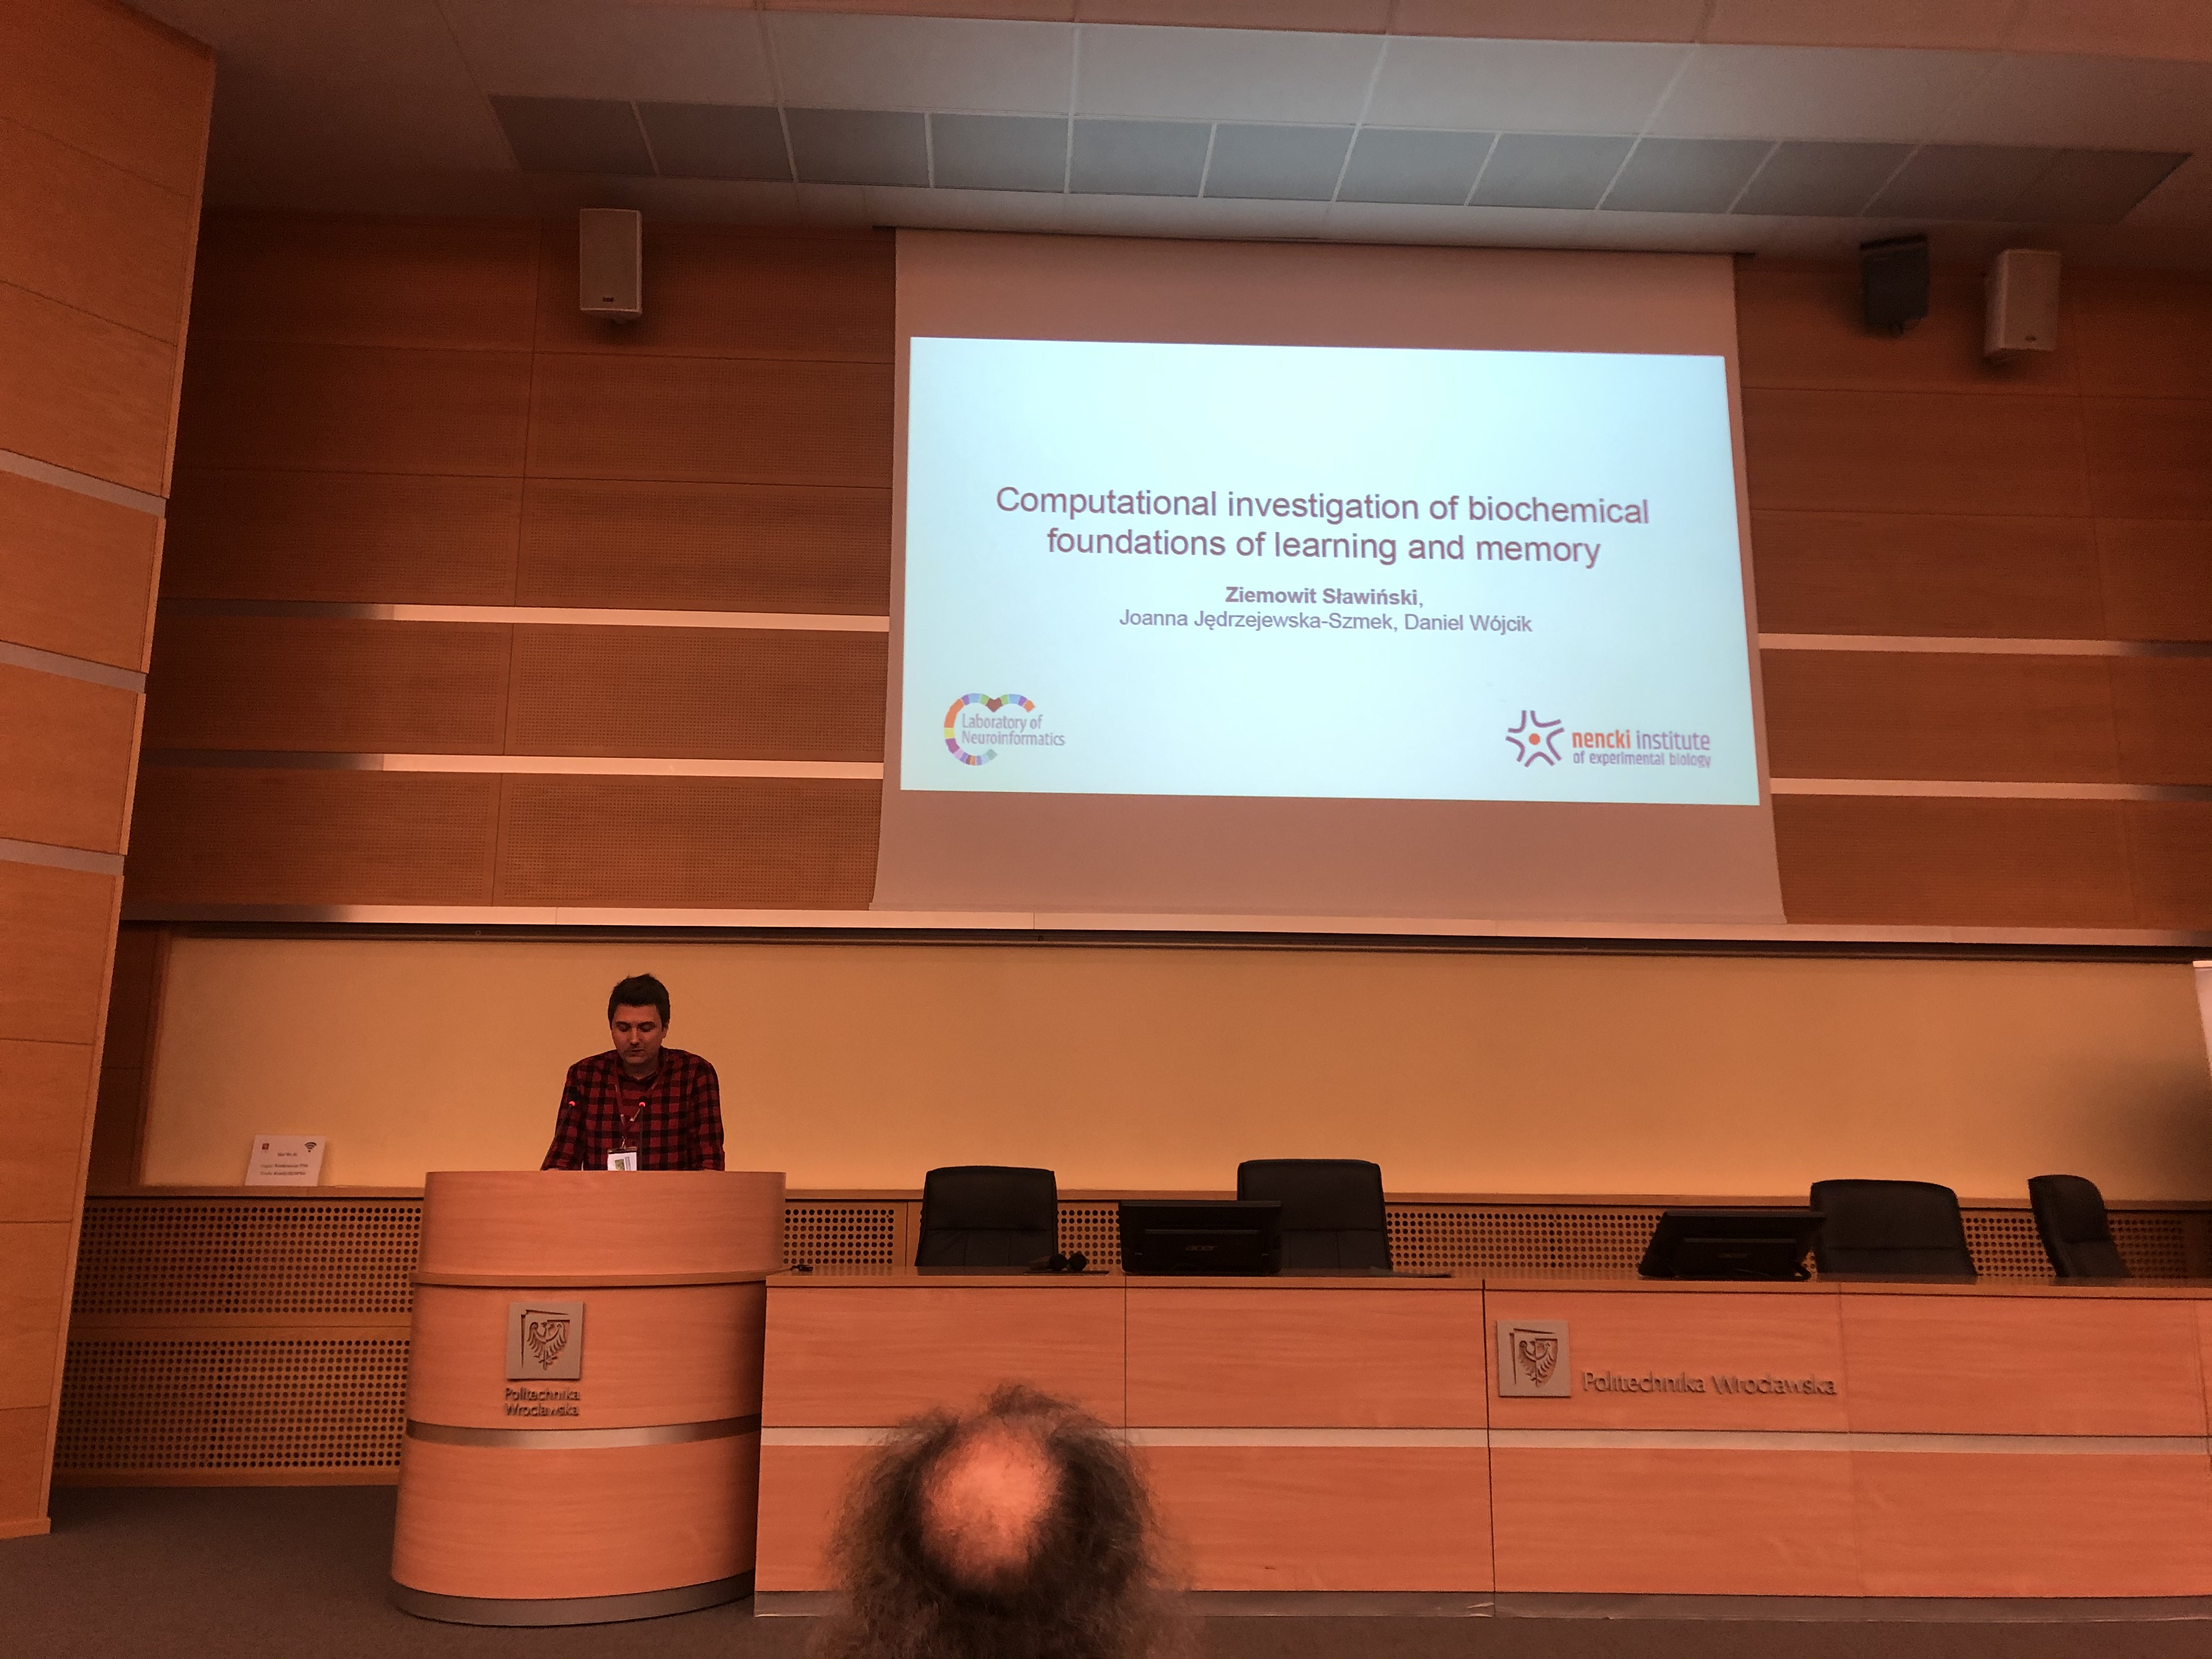 Computational investigation of biochemical
foundations of learning and memory
Ziemowit Sławiński,
Joanna Jędrzejewska-Szmek, Daniel Wójcik
Laboratory of
Neuroinformatics
nencki institute
of experimental biology
acer
Politechnika
Wrocławska
Politechnika Wrocławska